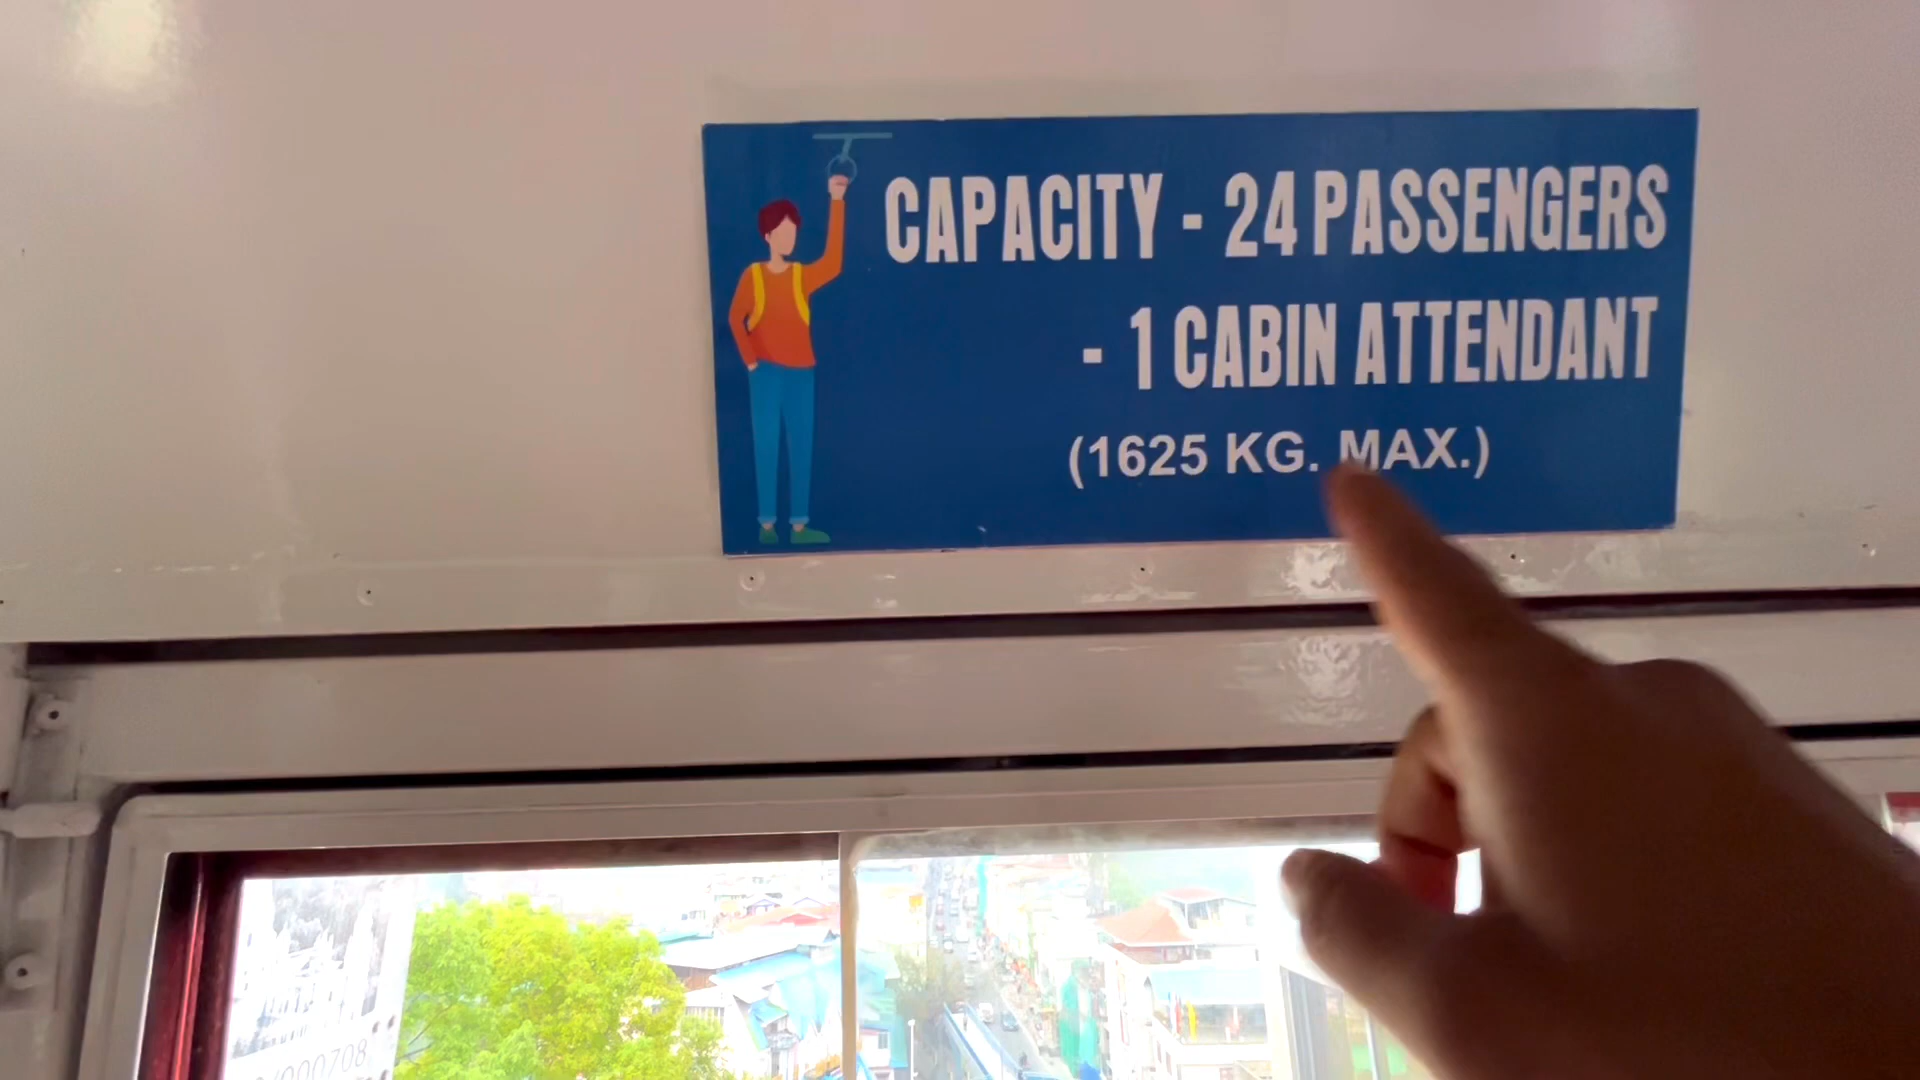 CAPACITY - 24 PASSENGERS
- 1 CABIN ATTENDANT
(1625 KG. MAX.)